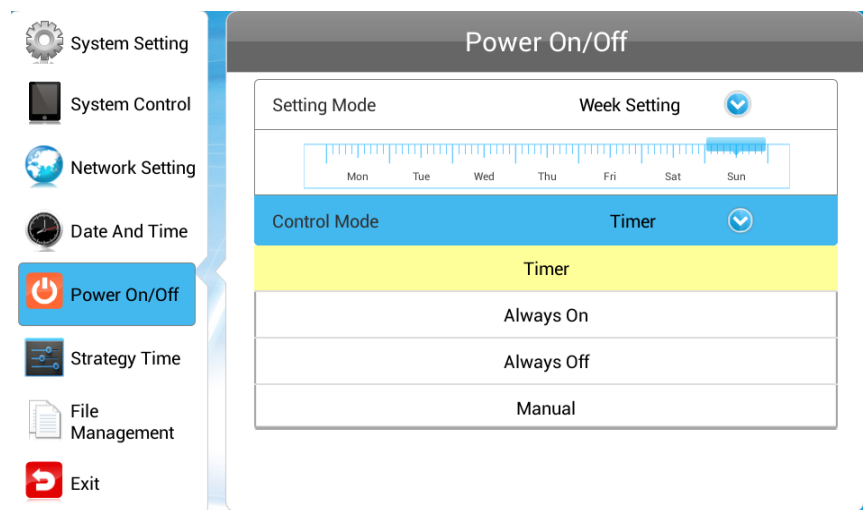 System Setting
System Control
Network Setting
Date And Time
Power On/Off
Strategy Time
File
Management
Exit
Power On/Off
Setting Mode Week Setting
Mon Tue Wed Thu Fri Sat Sun
Control Mode Timer
Timer
Always On
Always Off
Manual